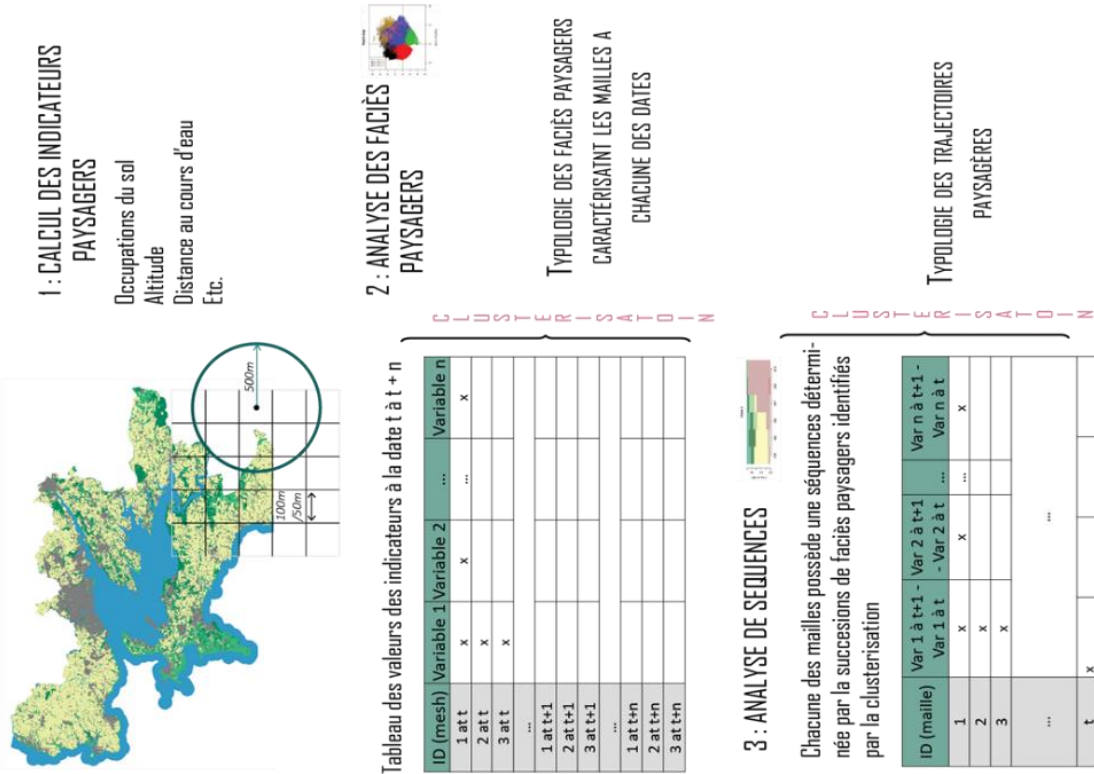 1 : CALCUL DES INDICATEURS
PAYSAGERS
Occupations du sol
Altitude
Distance au cours d'eau
Etc.
500m
100m
/50m
2 : ANALYSE DES FACIÈS
PAYSAGERS
Tableau des valeurs des indicateurs à la date t à t + n
ID (mesh) Variable 1 Variable 2 ... Variable n
1 at t x x ... x
2 at t x
3 at t x
...
1 at t+1
2 at t+1
3 at t+1
...
1 at t+n
2 at t+n
3 at t+n
CLUSTERISATOIN
TYPOLOGIE DES FACIÈS PAYSAGERS
CARACTÉRISATNT LES MAILLES A
CHACUNE DES DATES
3 : ANALYSE DE SEQUENCES
Chacune des mailles possède une séquences détermi-
née par la succesions de faciès paysagers identifiés
par la clusterisation
ID (maille) Var 1 à t+1 - Var 2 à t+1 ... Var n à t+1 -
Var 1 à t - Var 2 à t Var n à t
1 x x ... x
2 x
3 x
... ...
t x
CLUSTERISATOIN
TYPOLOGIE DES TRAJECTOIRES
PAYSAGÈRES